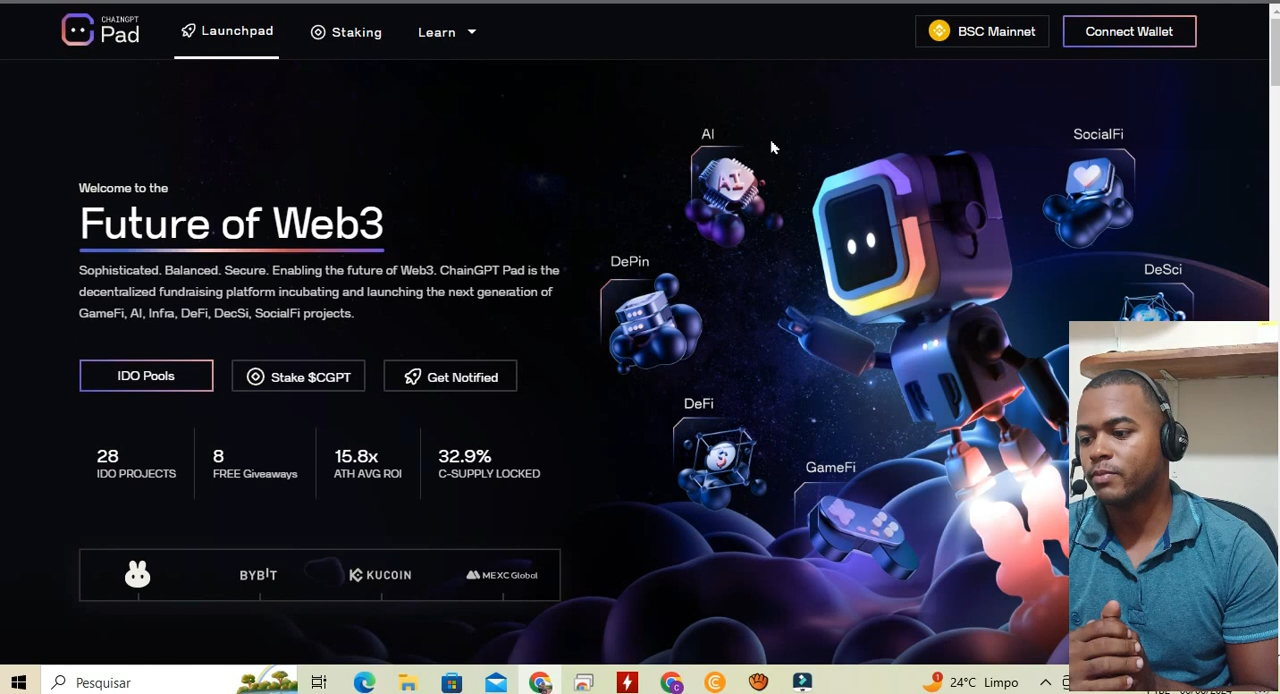 CHAINGPT
Pad
Launchpad
Staking
Learn
BSC Mainnet
Connect Wallet
AI
SocialFi
Welcome to the
Future of Web3
DePin
DeSci
Sophisticated. Balanced. Secure. Enabling the future of Web3. ChainGPT Pad is the
decentralized fundraising platform incubating and launching the next generation of
GameFi, AI, Infra, DeFi, DecSi, SocialFi projects.
IDO Pools
Stake $CGPT
Get Notified
DeFi
GameFi
28
IDO PROJECTS
8
FREE Giveaways
15.8x
ATH AVG ROI
32.9%
C-SUPPLY LOCKED
BYBIT
KUCOIN
MEXC Global
Pesquisar
1
24°C Limpo